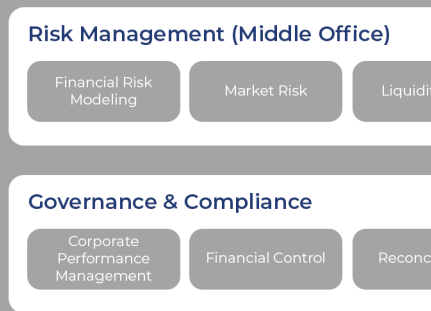 Risk Management (Middle Office)
Financial Risk
Modeling
Market Risk
Governance & Compliance
Corporate
Performance
Management
Financial Control